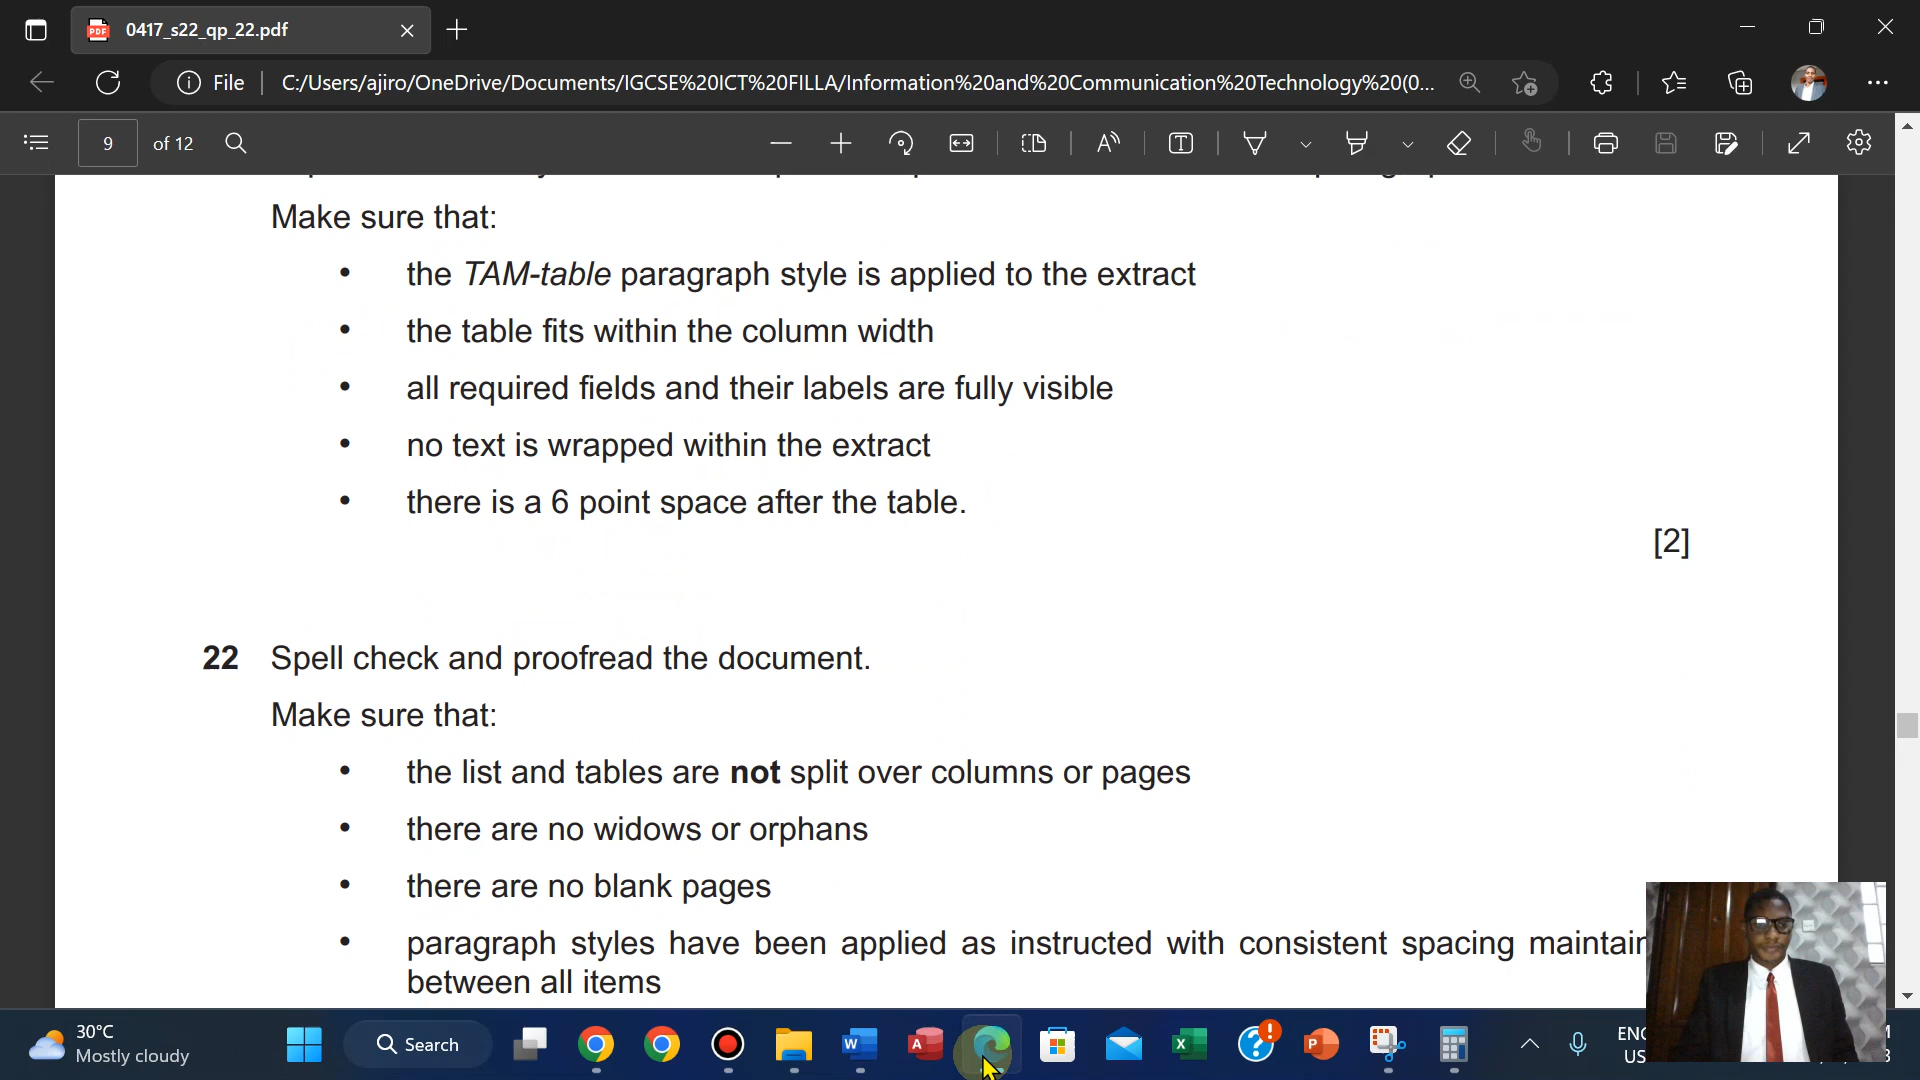 0417_s22_qp_22.pdf
File
C:/Users/ajiro/OneDrive/Documents/IGCSE%20ICT%20FILLA/Information%20and%20Communication%20Technology%20(0...
9 of 12
Make sure that:
• the TAM-table paragraph style is applied to the extract
• the table fits within the column width
• all required fields and their labels are fully visible
• no text is wrapped within the extract
• there is a 6 point space after the table.
[2]
22 Spell check and proofread the document.
Make sure that:
• the list and tables are not split over columns or pages
• there are no widows or orphans
• there are no blank pages
• paragraph styles have been applied as instructed with consistent spacing maintain
between all items
30°C
Mostly cloudy
Search
ENG
US